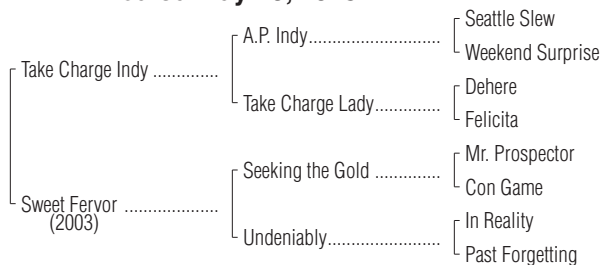 Seattle Slew
A.P. Indy
Weekend Surprise
Take Charge Indy
Dehere
Take Charge Lady
Felicita
Mr. Prospector
Seeking the Gold
Con Game
Sweet Fervor
(2003)
In Reality
Undeniably
Past Forgetting